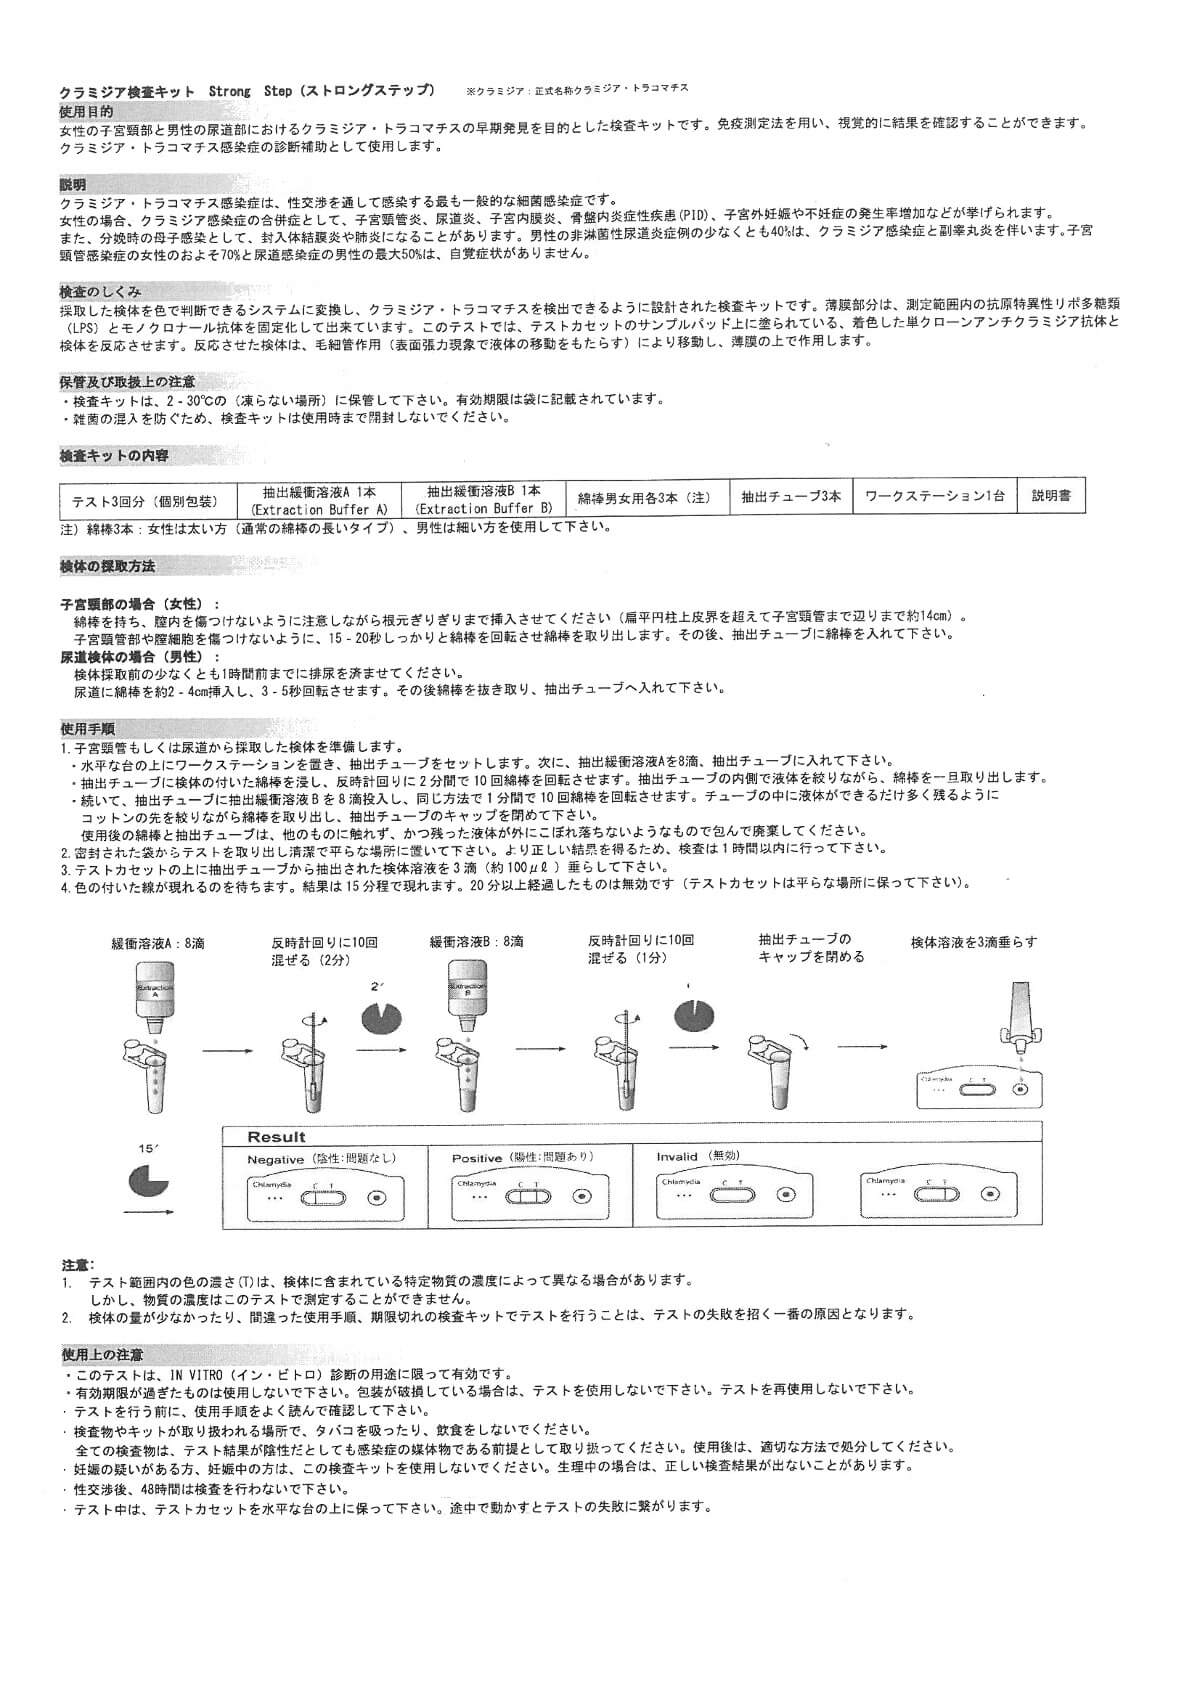 クラミジア検査キット Strong Step（ストロングステップ） ※クラミジア：正式名称クラミジア・トラコマチス
使用目的
女性の子宮頸部と男性の尿道部におけるクラミジア・トラコマチスの早期発見を目的とした検査キットです。免疫測定法を用い、視覚的に結果を確認することができます。
クラミジア・トラコマチス感染症の診断補助として使用します。
説明
クラミジア・トラコマチス感染症は、性交渉を通して感染する最も一般的な細菌感染症です。
女性の場合、クラミジア感染症の合併症として、子宮頸管炎、尿道炎、子宮内膜炎、骨盤内炎症性疾患(PID)、子宮外妊娠や不妊症の発生率増加などが挙げられます。
また、分娩時の母子感染として、封入体結膜炎や肺炎になることがあります。男性の非淋菌性尿道炎症例の少なくとも40%は、クラミジア感染症と副睾丸炎を伴います。子宮
頸管感染症の女性のおよそ70%と尿道感染症の男性の最大50%は、自覚症状がありません。
検査のしくみ
採取した検体を色で判断できるシステムに変換し、クラミジア・トラコマチスを検出できるように設計された検査キットです。薄膜部分は、測定範囲内の抗原特異性リポ多糖類
（LPS）とモノクロナール抗体を固定化して出来ています。このテストでは、テストカセットのサンプルパッド上に塗られている、着色した単クローンアンチクラミジア抗体と
検体を反応させます。反応させた検体は、毛細管作用（表面張力現象で液体の移動をもたらす）により移動し、薄膜の上で作用します。
保管及び取扱上の注意
・検査キットは、2‐30℃の（凍らない場所）に保管して下さい。有効期限は袋に記載されています。
・雑菌の混入を防ぐため、検査キットは使用時まで開封しないでください。
検査キットの内容
テスト3回分（個別包装） 抽出緩衝溶液A 1本 抽出緩衝溶液B 1本 綿棒男女用各3本（注） 抽出チューブ3本 ワークステーション1台 説明書
(Extraction Buffer A) (Extraction Buffer B)
注）綿棒3本：女性は太い方（通常の綿棒の長いタイプ）、男性は細い方を使用して下さい。
検体の採取方法
子宮頸部の場合（女性）：
綿棒を持ち、膣内を傷つけないように注意しながら根元ぎりぎりまで挿入させてください（扁平円柱上皮界を超えて子宮頸管まで辺りまで約14cm）。
子宮頸管部や膣細胞を傷つけないように、15‐20秒しっかりと綿棒を回転させ綿棒を取り出します。その後、抽出チューブに綿棒を入れて下さい。
尿道検体の場合（男性）：
検体採取前の少なくとも1時間前までに排尿を済ませてください。
尿道に綿棒を約2‐4cm挿入し、3‐5秒回転させます。その後綿棒を抜き取り、抽出チューブへ入れて下さい。
使用手順
1.子宮頸管もしくは尿道から採取した検体を準備します。
・水平な台の上にワークステーションを置き、抽出チューブをセットします。次に、抽出緩衝溶液Aを8滴、抽出チューブに入れて下さい。
・抽出チューブに検体の付いた綿棒を浸し、反時計回りに２分間で10回綿棒を回転させます。抽出チューブの内側で液体を絞りながら、綿棒を一旦取り出します。
・続いて、抽出チューブに抽出緩衝溶液Ｂを８滴投入し、同じ方法で１分間で10回綿棒を回転させます。チューブの中に液体ができるだけ多く残るように
コットンの先を絞りながら綿棒を取り出し、抽出チューブのキャップを閉めて下さい。
使用後の綿棒と抽出チューブは、他のものに触れず、かつ残った液体が外にこぼれ落ちないようなもので包んで廃棄してください。
2.密封された袋からテストを取り出し清潔で平らな場所に置いて下さい。より正しい結果を得るため、検査は１時間以内に行って下さい。
3.テストカセットの上に抽出チューブから抽出された検体溶液を３滴（約100μℓ）垂らして下さい。
4.色の付いた線が現れるのを待ちます。結果は15分程で現れます。20分以上経過したものは無効です（テストカセットは平らな場所に保って下さい）。
緩衝溶液A：8滴 反時計回りに10回 緩衝溶液B：8滴 反時計回りに10回 抽出チューブの 検体溶液を3滴垂らす
混ぜる（2分） 混ぜる（1分） キャップを閉める
Extraction A 2′ Extraction B 1′
Chlamydia C T
15′
Result
Negative（陰性：問題なし） Positive（陽性：問題あり） Invalid（無効）
Chlamydia C T Chlamydia C T Chlamydia C T Chlamydia C T
注意:
1. テスト範囲内の色の濃さ(T)は、検体に含まれている特定物質の濃度によって異なる場合があります。
しかし、物質の濃度はこのテストで測定することができません。
2. 検体の量が少なかったり、間違った使用手順、期限切れの検査キットでテストを行うことは、テストの失敗を招く一番の原因となります。
使用上の注意
・このテストは、IN VITRO（イン・ビトロ）診断の用途に限って有効です。
・有効期限が過ぎたものは使用しないで下さい。包装が破損している場合は、テストを使用しないで下さい。テストを再使用しないで下さい。
・テストを行う前に、使用手順をよく読んで確認して下さい。
・検査物やキットが取り扱われる場所で、タバコを吸ったり、飲食をしないでください。
全ての検査物は、テスト結果が陰性だとしても感染症の媒体物である前提として取り扱ってください。使用後は、適切な方法で処分してください。
・妊娠の疑いがある方、妊娠中の方は、この検査キットを使用しないでください。生理中の場合は、正しい検査結果が出ないことがあります。
・性交渉後、48時間は検査を行わないで下さい。
・テスト中は、テストカセットを水平な台の上に保って下さい。途中で動かすとテストの失敗に繋がります。